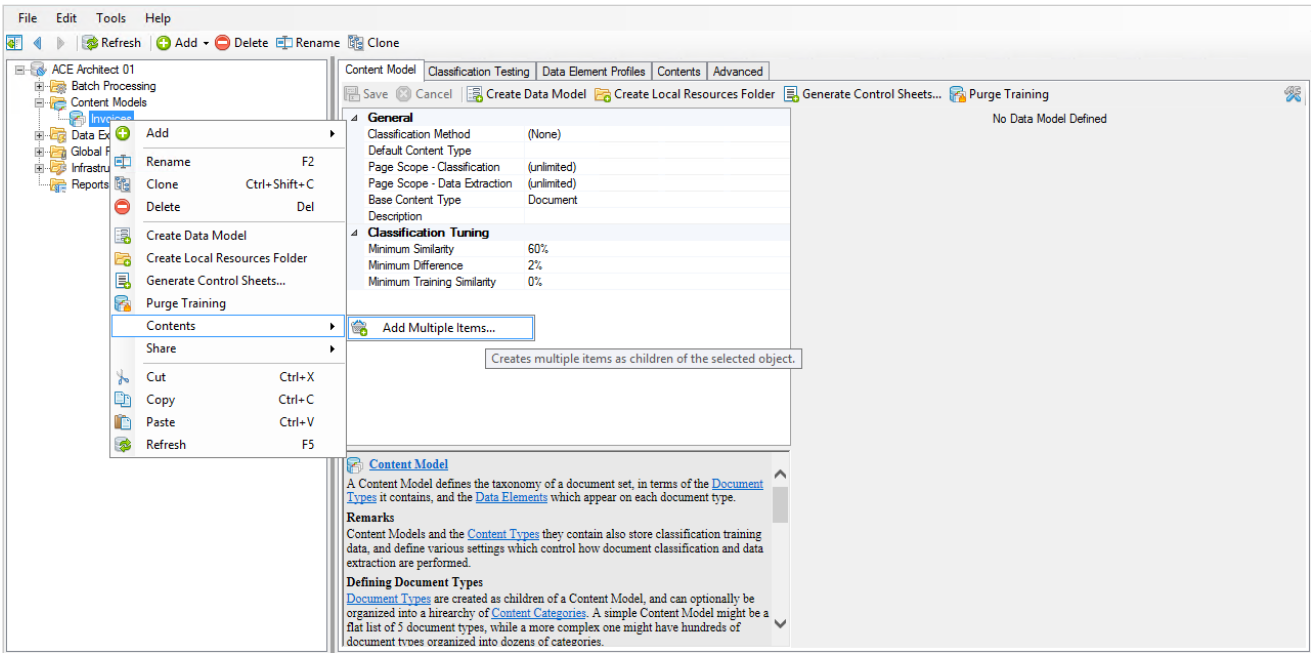 File Edit Tools Help
Refresh Add Delete Rename Clone
ACE Architect 01
Batch Processing
Content Models
Invoices
Data Ex
Global
Infrastru
Reports
Add
Rename F2
Clone Ctrl+Shift+C
Delete Del
Create Data Model
Create Local Resources Folder
Generate Control Sheets...
Purge Training
Contents
Share
Cut Ctrl+X
Copy Ctrl+C
Paste Ctrl+V
Refresh F5
Add Multiple Items...
Creates multiple items as children of the selected object.
Content Model Classification Testing Data Element Profiles Contents Advanced
Save Cancel Create Data Model Create Local Resources Folder Generate Control Sheets... Purge Training
General
Classification Method (None)
Default Content Type
Page Scope - Classification (unlimited)
Page Scope - Data Extraction (unlimited)
Base Content Type Document
Description
Classification Tuning
Minimum Similarity 60%
Minimum Difference 2%
Minimum Training Similarity 0%
No Data Model Defined
Content Model
A Content Model defines the taxonomy of a document set, in terms of the Document
Types it contains, and the Data Elements which appear on each document type.
Remarks
Content Models and the Content Types they contain also store classification training
data, and define various settings which control how document classification and data
extraction are performed.
Defining Document Types
Document Types are created as children of a Content Model, and can optionally be
organized into a hirearchy of Content Categories. A simple Content Model might be a
flat list of 5 document types, while a more complex one might have hundreds of
document types organized into dozens of categories.